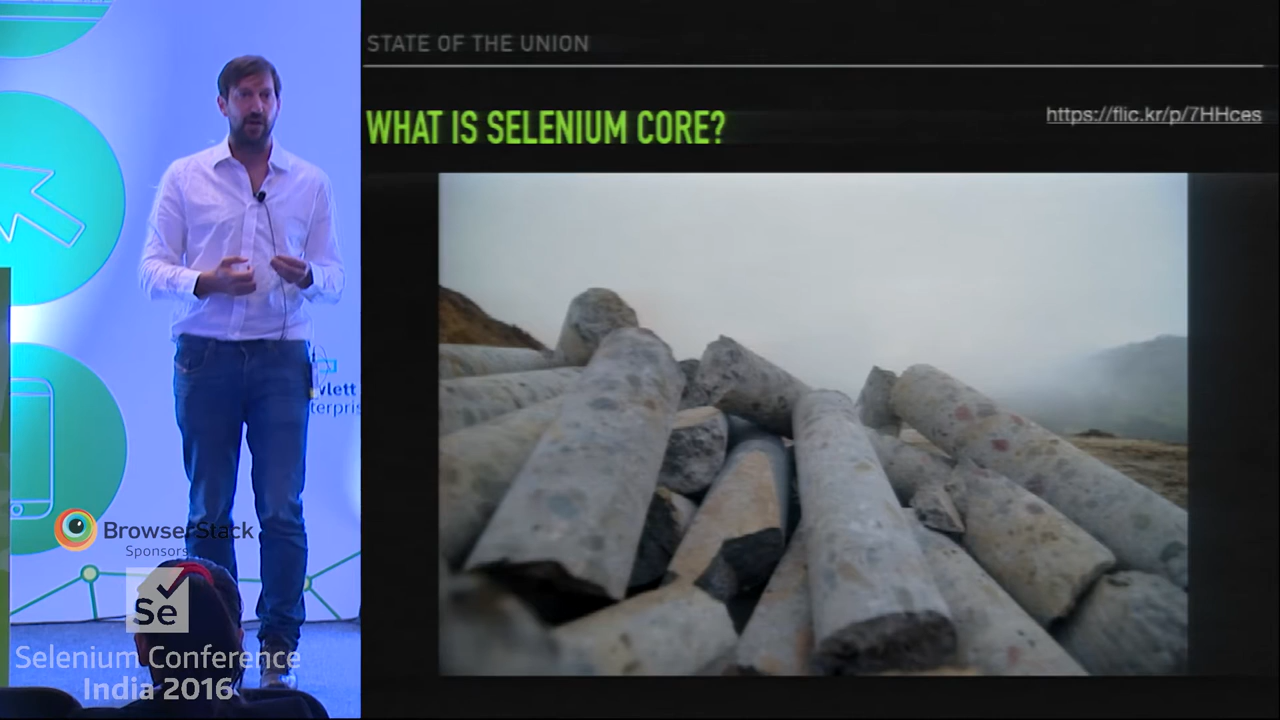 STATE OF THE UNION
WHAT IS SELENIUM CORE?
https://flic.kr/p/7HHces
BrowserStack
Sponsors
Se
Selenium Conference
India 2016